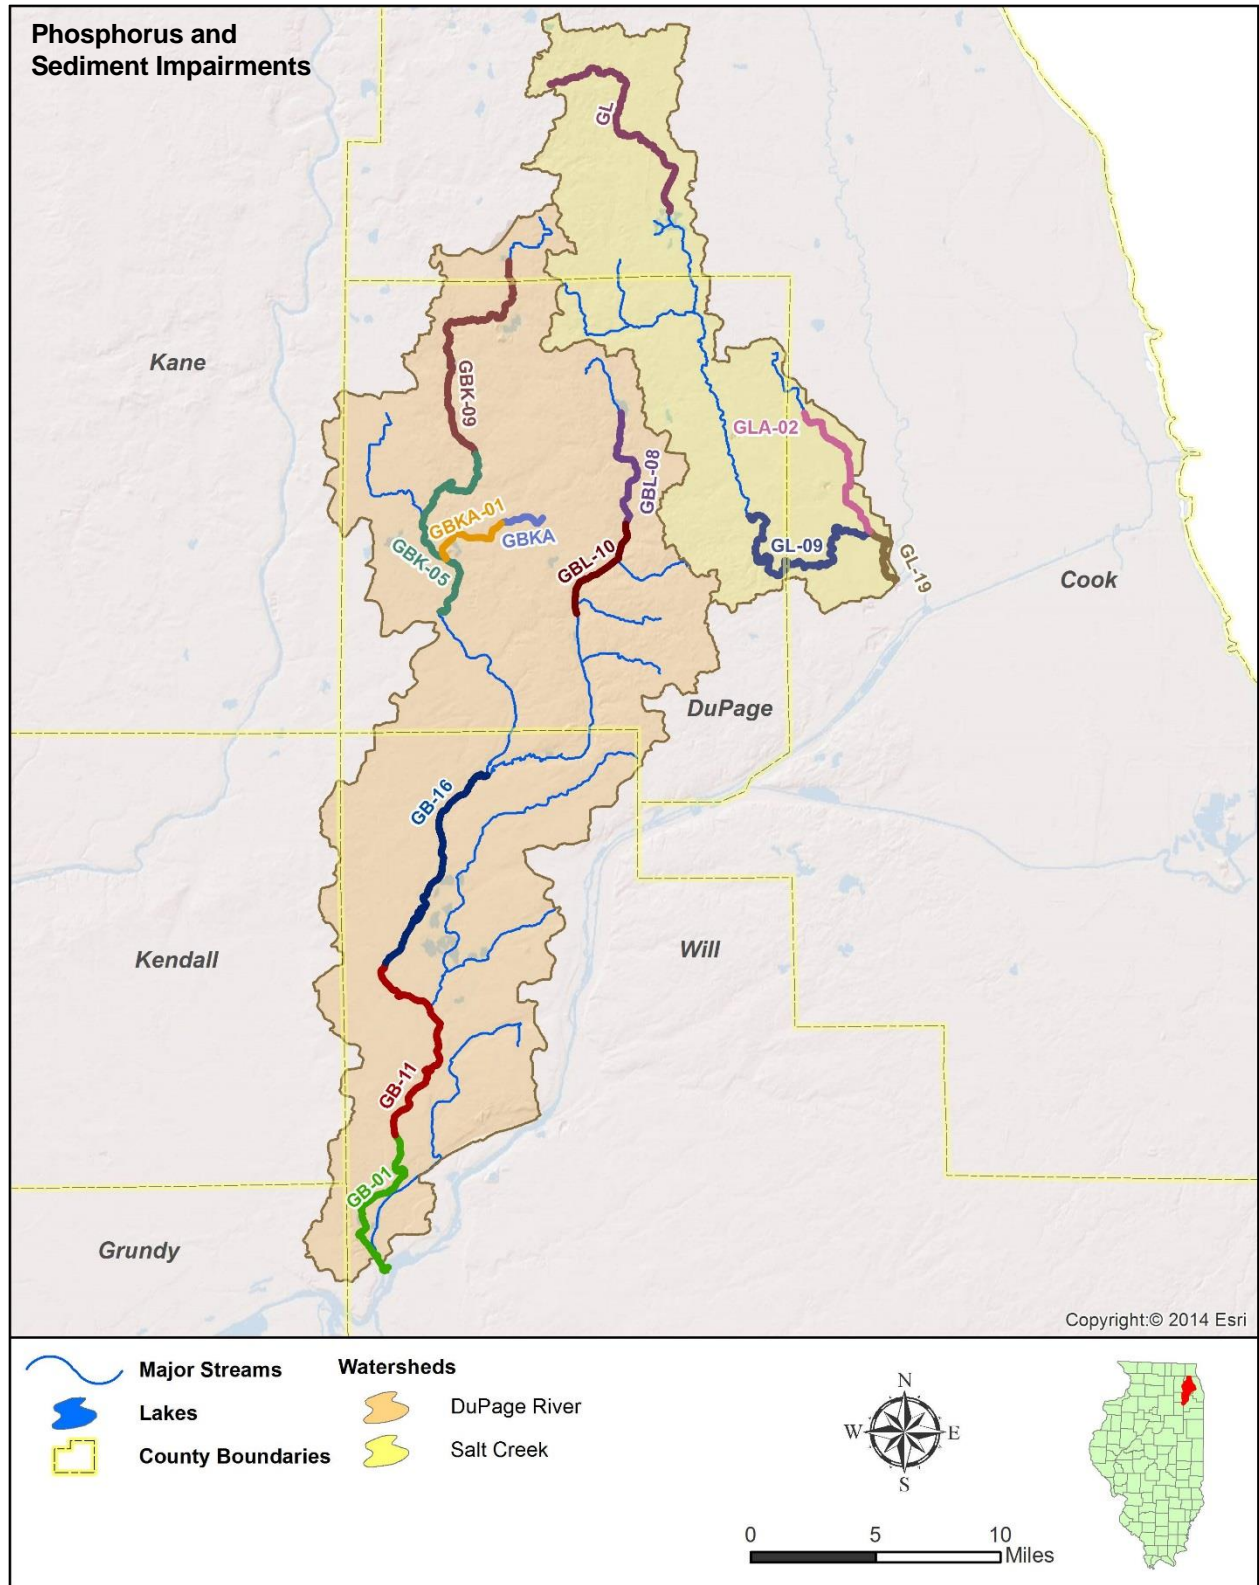 Phosphorus and
Sediment Impairments
GL
Kane
GBK-09
GLA-02
GBL-08
GBKA-01
GBKA
GBK-05
GBL-10
GL-09
GL-19
Cook
DuPage
GB-16
Kendall
Will
GB-11
GB-01
Grundy
Copyright:© 2014 Esri
Major Streams
Lakes
County Boundaries
Watersheds
DuPage River
Salt Creek
N
W
E
S
0
5
10
Miles